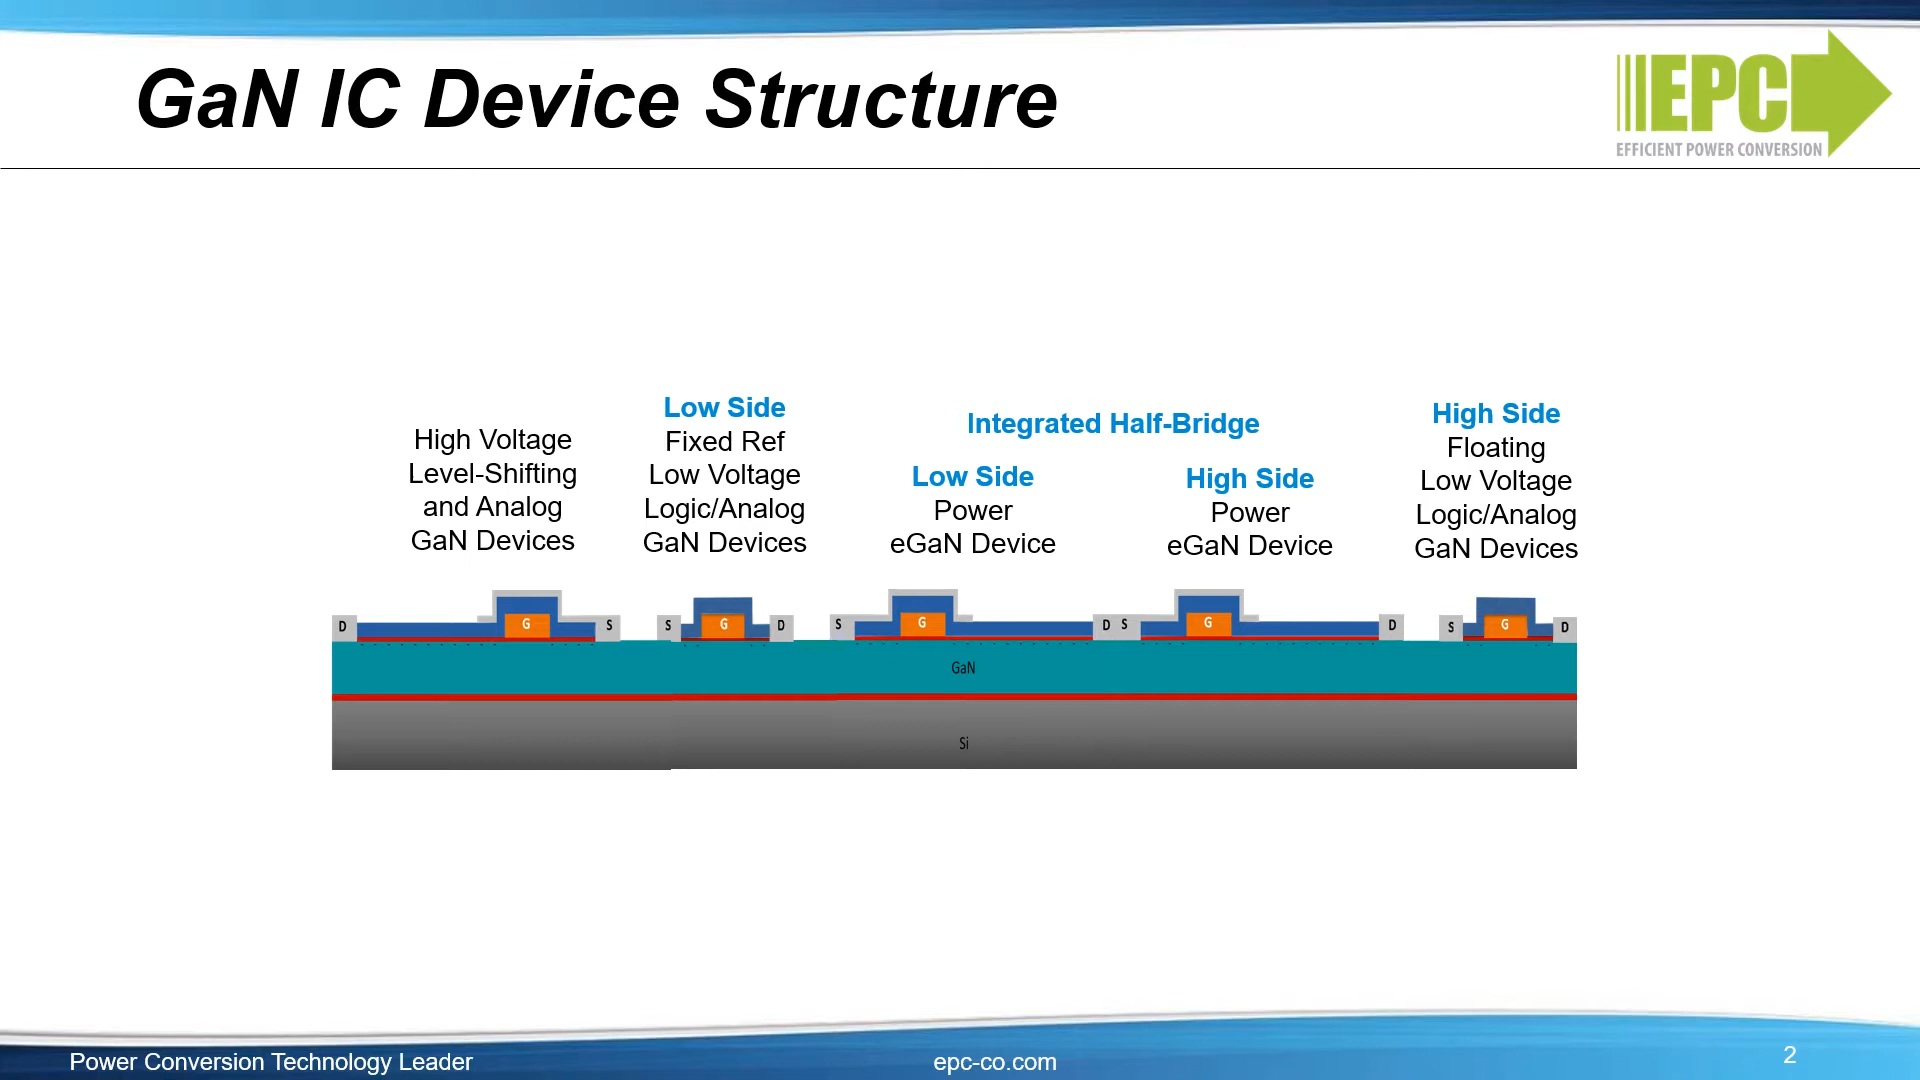 GaN IC Device Structure
EPC
EFFICIENT POWER CONVERSION
High Voltage
Level-Shifting
and Analog
GaN Devices
Low Side
Fixed Ref
Low Voltage
Logic/Analog
GaN Devices
Integrated Half-Bridge
Low Side
Power
eGaN Device
High Side
Power
eGaN Device
High Side
Floating
Low Voltage
Logic/Analog
GaN Devices
D G S S G D S G D S G D S G D
GaN
Si
Power Conversion Technology Leader
epc-co.com
2